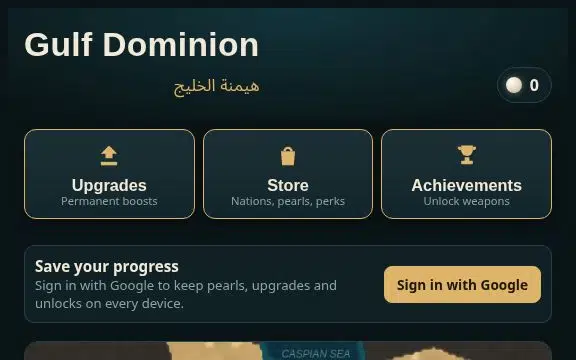 Gulf Dominion
هيمنة الخليج
0
Upgrades
Permanent boosts
Store
Nations, pearls, perks
Achievements
Unlock weapons
Save your progress
Sign in with Google to keep pearls, upgrades and
unlocks on every device.
Sign in with Google
CASPIAN SEA